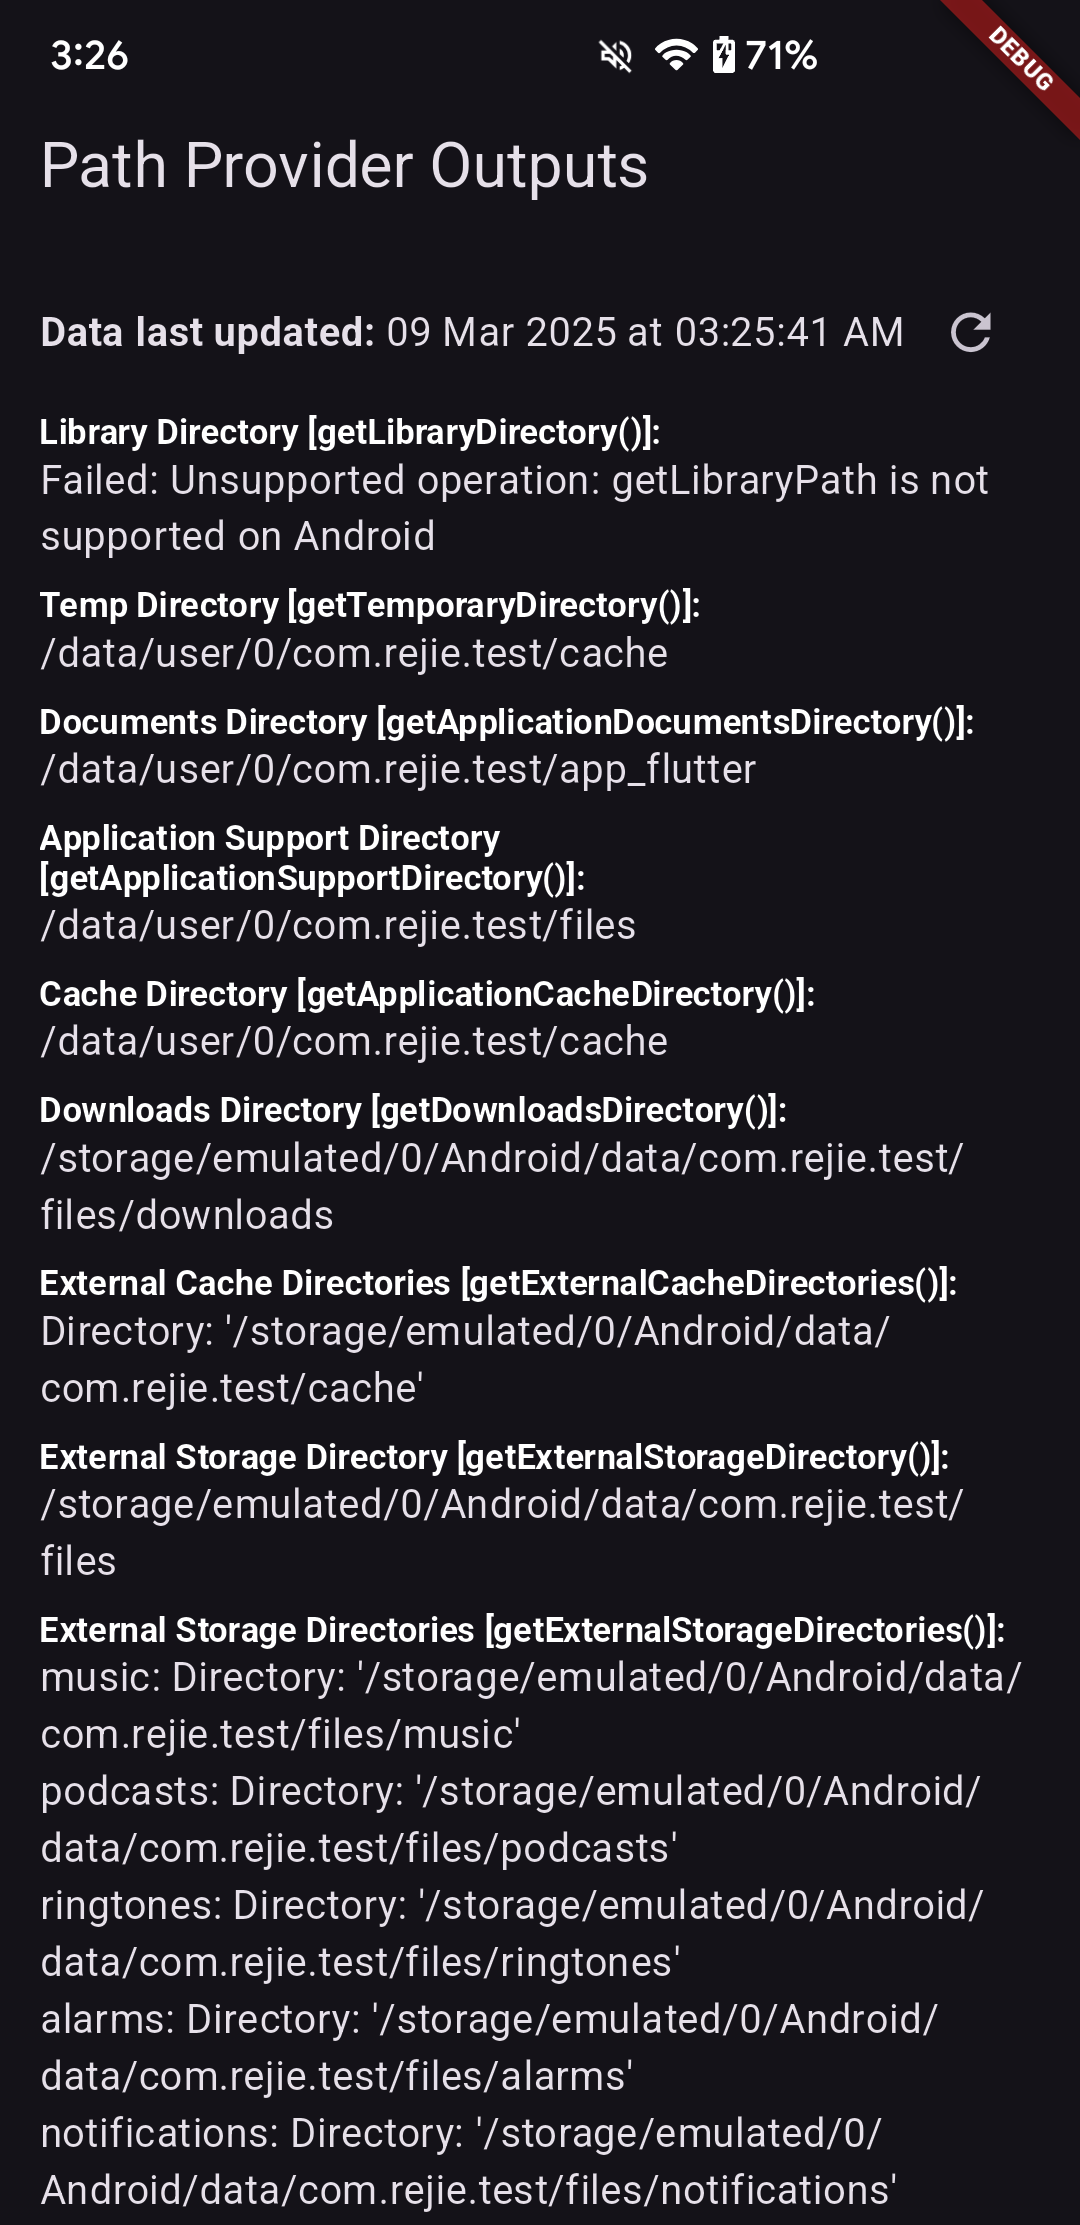 3:26
71%
DEBUG
Path Provider Outputs
Data last updated: 09 Mar 2025 at 03:25:41 AM
Library Directory [getLibraryDirectory()]:
Failed: Unsupported operation: getLibraryPath is not
supported on Android
Temp Directory [getTemporaryDirectory()]:
/data/user/0/com.rejie.test/cache
Documents Directory [getApplicationDocumentsDirectory()]:
/data/user/0/com.rejie.test/app_flutter
Application Support Directory
[getApplicationSupportDirectory()]:
/data/user/0/com.rejie.test/files
Cache Directory [getApplicationCacheDirectory()]:
/data/user/0/com.rejie.test/cache
Downloads Directory [getDownloadsDirectory()]:
/storage/emulated/0/Android/data/com.rejie.test/
files/downloads
External Cache Directories [getExternalCacheDirectories()]:
Directory: '/storage/emulated/0/Android/data/
com.rejie.test/cache'
External Storage Directory [getExternalStorageDirectory()]:
/storage/emulated/0/Android/data/com.rejie.test/
files
External Storage Directories [getExternalStorageDirectories()]:
music: Directory: '/storage/emulated/0/Android/data/
com.rejie.test/files/music'
podcasts: Directory: '/storage/emulated/0/Android/
data/com.rejie.test/files/podcasts'
ringtones: Directory: '/storage/emulated/0/Android/
data/com.rejie.test/files/ringtones'
alarms: Directory: '/storage/emulated/0/Android/
data/com.rejie.test/files/alarms'
notifications: Directory: '/storage/emulated/0/
Android/data/com.rejie.test/files/notifications'